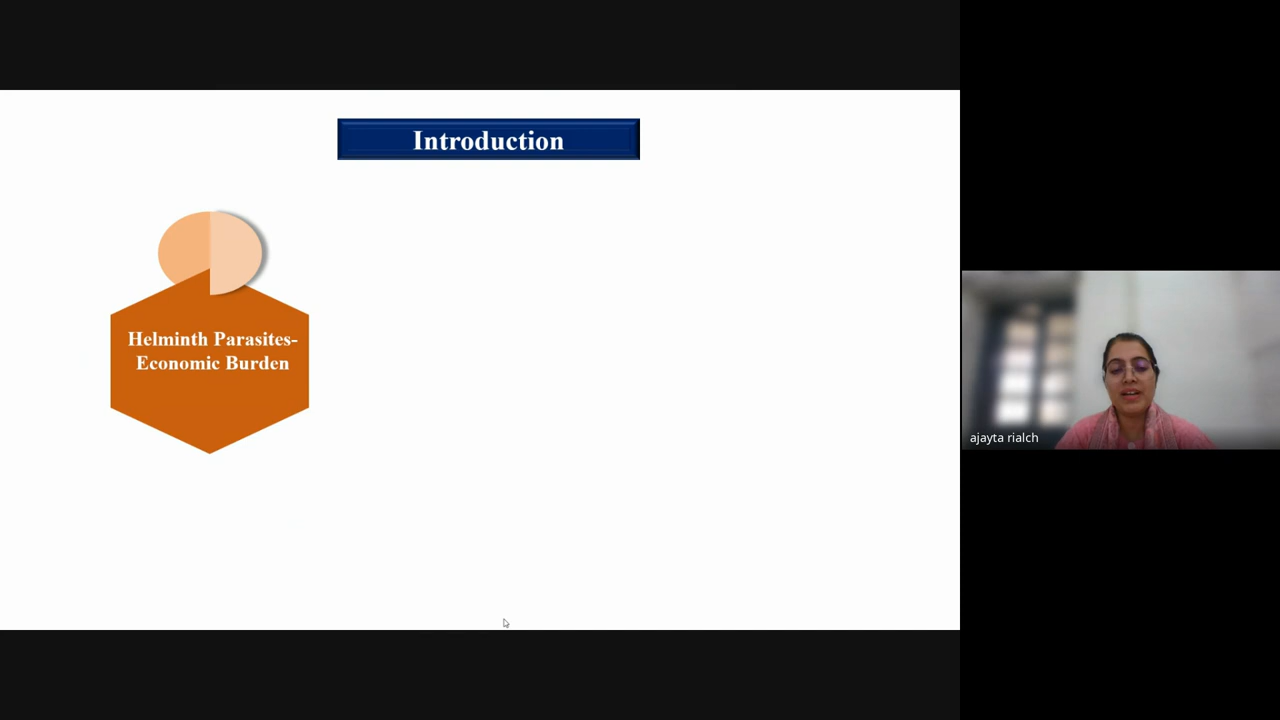 Introduction
Helminth Parasites-
Economic Burden
ajayta rialch